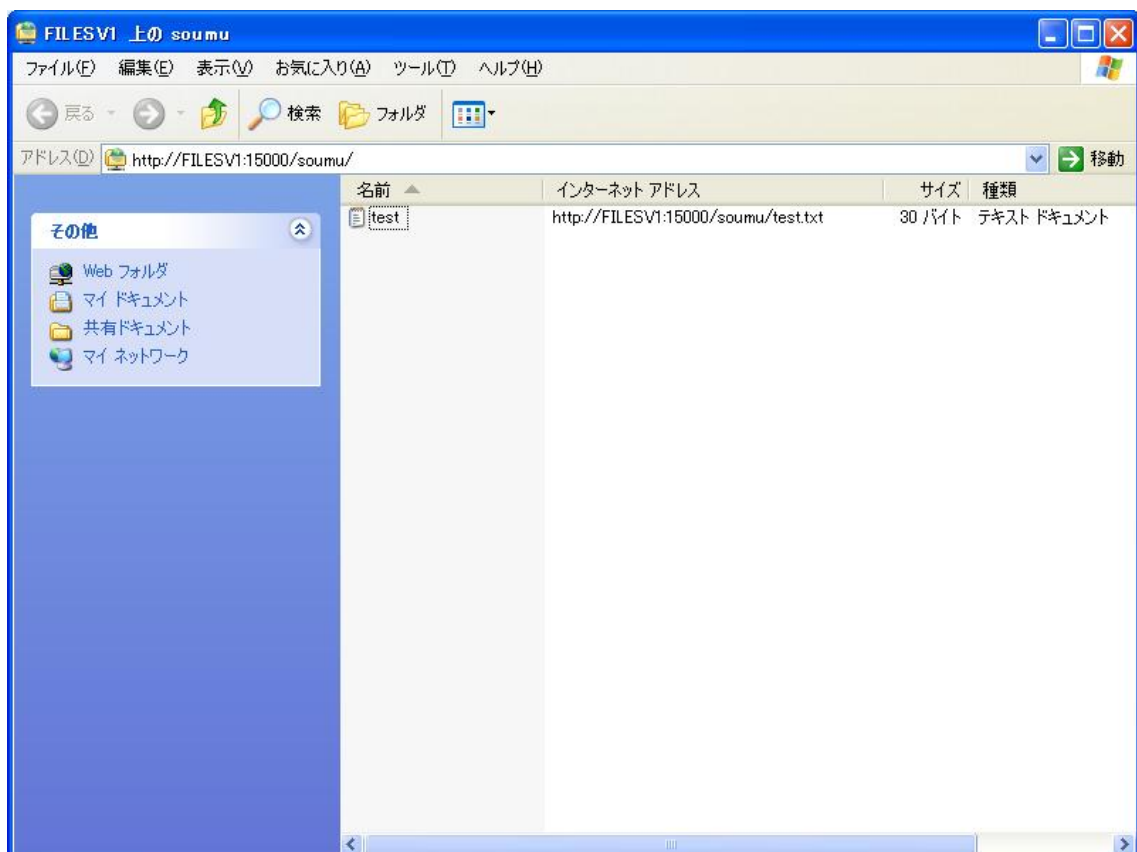 FILESV1 上の soumu
ファイル(F) 編集(E) 表示(V) お気に入り(A) ツール(T) ヘルプ(H)
戻る 検索 フォルダ
アドレス(D) http://FILESV1:15000/soumu/ 移動
名前 インターネット アドレス サイズ 種類
test http://FILESV1:15000/soumu/test.txt 30 バイト テキスト ドキュメント
その他
Web フォルダ
マイ ドキュメント
共有ドキュメント
マイ ネットワーク